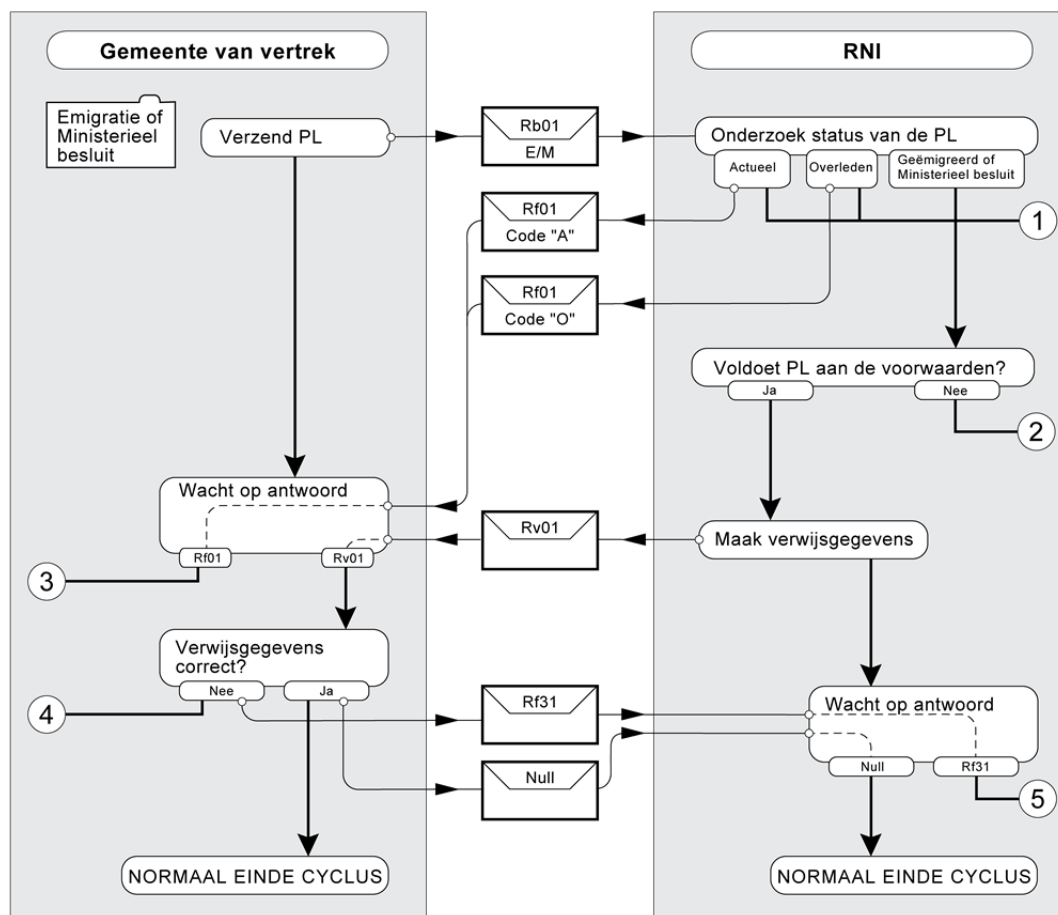 Gemeente van vertrek
RNI
Emigratie of
Ministerieel
besluit
Verzend PL
Rb01
E/M
Onderzoek status van de PL
Actueel
Overleden
Geëmigreerd of
Ministerieel besluit
Rf01
Code "A"
1
Rf01
Code "O"
Voldoet PL aan de voorwaarden?
Ja
Nee
2
Wacht op antwoord
Rf01
Rv01
3
Rv01
Maak verwijsgegevens
Verwijsgegevens
correct?
Nee
Ja
4
Rf31
Null
Wacht op antwoord
Null
Rf31
5
NORMAAL EINDE CYCLUS
NORMAAL EINDE CYCLUS